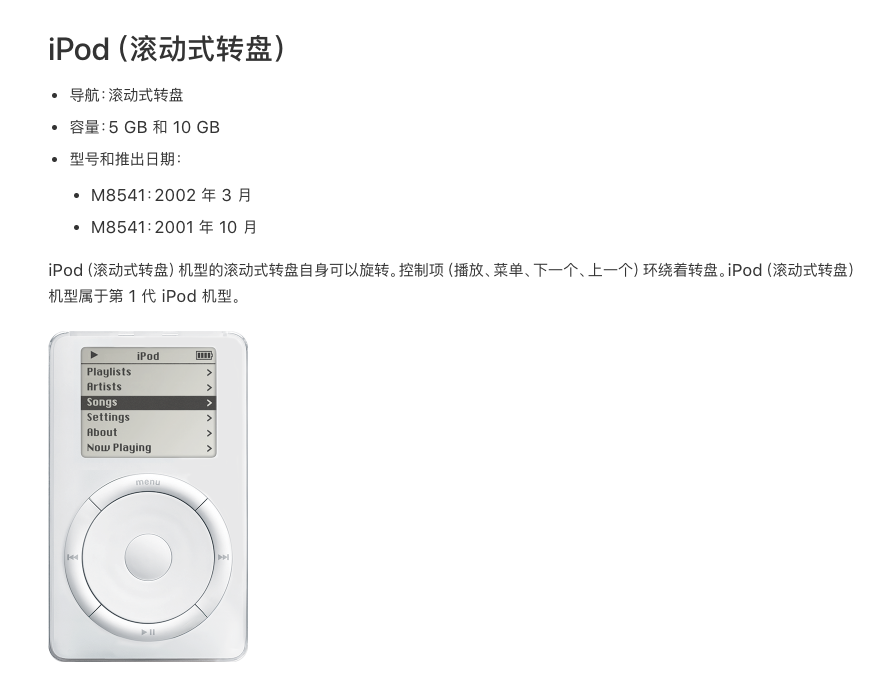 iPod（滚动式转盘）
• 导航：滚动式转盘
• 容量：5 GB 和 10 GB
• 型号和推出日期：
• M8541：2002 年 3 月
• M8541：2001 年 10 月
iPod（滚动式转盘）机型的滚动式转盘自身可以旋转。控制项（播放、菜单、下一个、上一个）环绕着转盘。iPod（滚动式转盘）
机型属于第 1 代 iPod 机型。
iPod
Playlists >
Artists >
Songs >
Settings >
About >
Now Playing >
menu